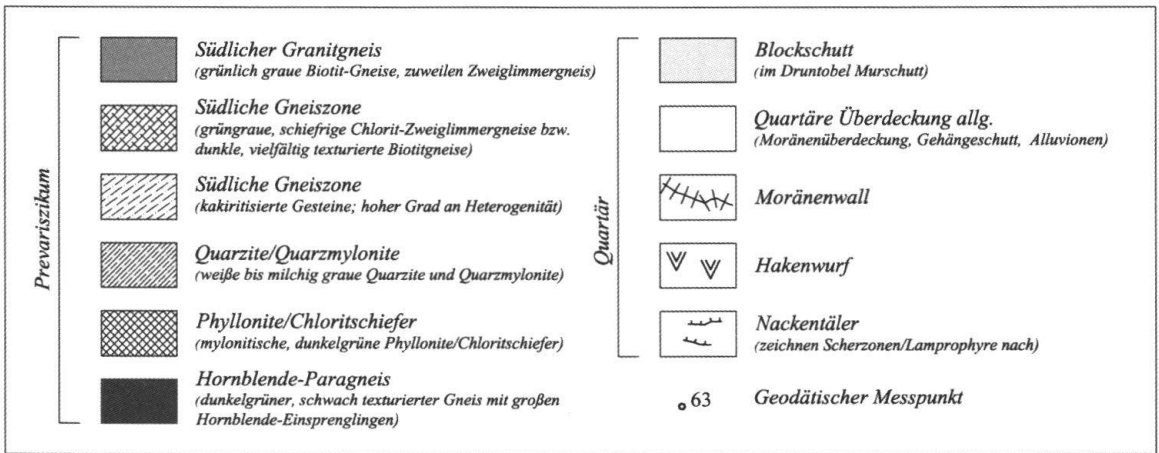 Prevariszikum
Südlicher Granitgneis
(grünlich graue Biotit-Gneise, zuweilen Zweiglimmergneis)
Südliche Gneiszone
(grüngraue, schiefrige Chlorit-Zweiglimmergneise bzw.
dunkle, vielfältig texturierte Biotitgneise)
Südliche Gneiszone
(kakiritisierte Gesteine; hoher Grad an Heterogenität)
Quarzite/Quarzmylonite
(weiße bis milchig graue Quarzite und Quarzmylonite)
Phyllonite/Chloritschiefer
(mylonitische, dunkelgrüne Phyllonite/Chloritschiefer)
Hornblende-Paragneis
(dunkelgrüner, schwach texturierter Gneis mit großen
Hornblende-Einsprenglingen)
Quartär
Blockschutt
(im Druntobel Murschutt)
Quartäre Überdeckung allg.
(Moränenüberdeckung, Gehängeschutt, Alluvionen)
Moränenwall
Hakenwurf
Nackentäler
(zeichnen Scherzonen/Lamprophyre nach)
63 Geodätischer Messpunkt